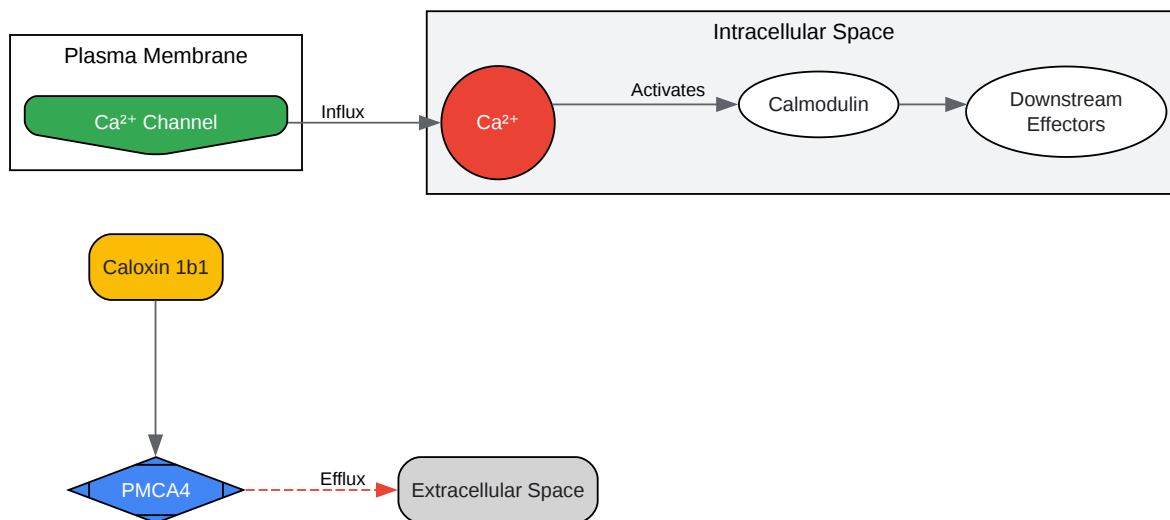 Plasma Membrane
Ca²⁺ Channel
Influx
Intracellular Space
Ca²⁺
Activates
Calmodulin
Downstream
Effectors
Caloxin 1b1
PMCA4
Efflux
Extracellular Space